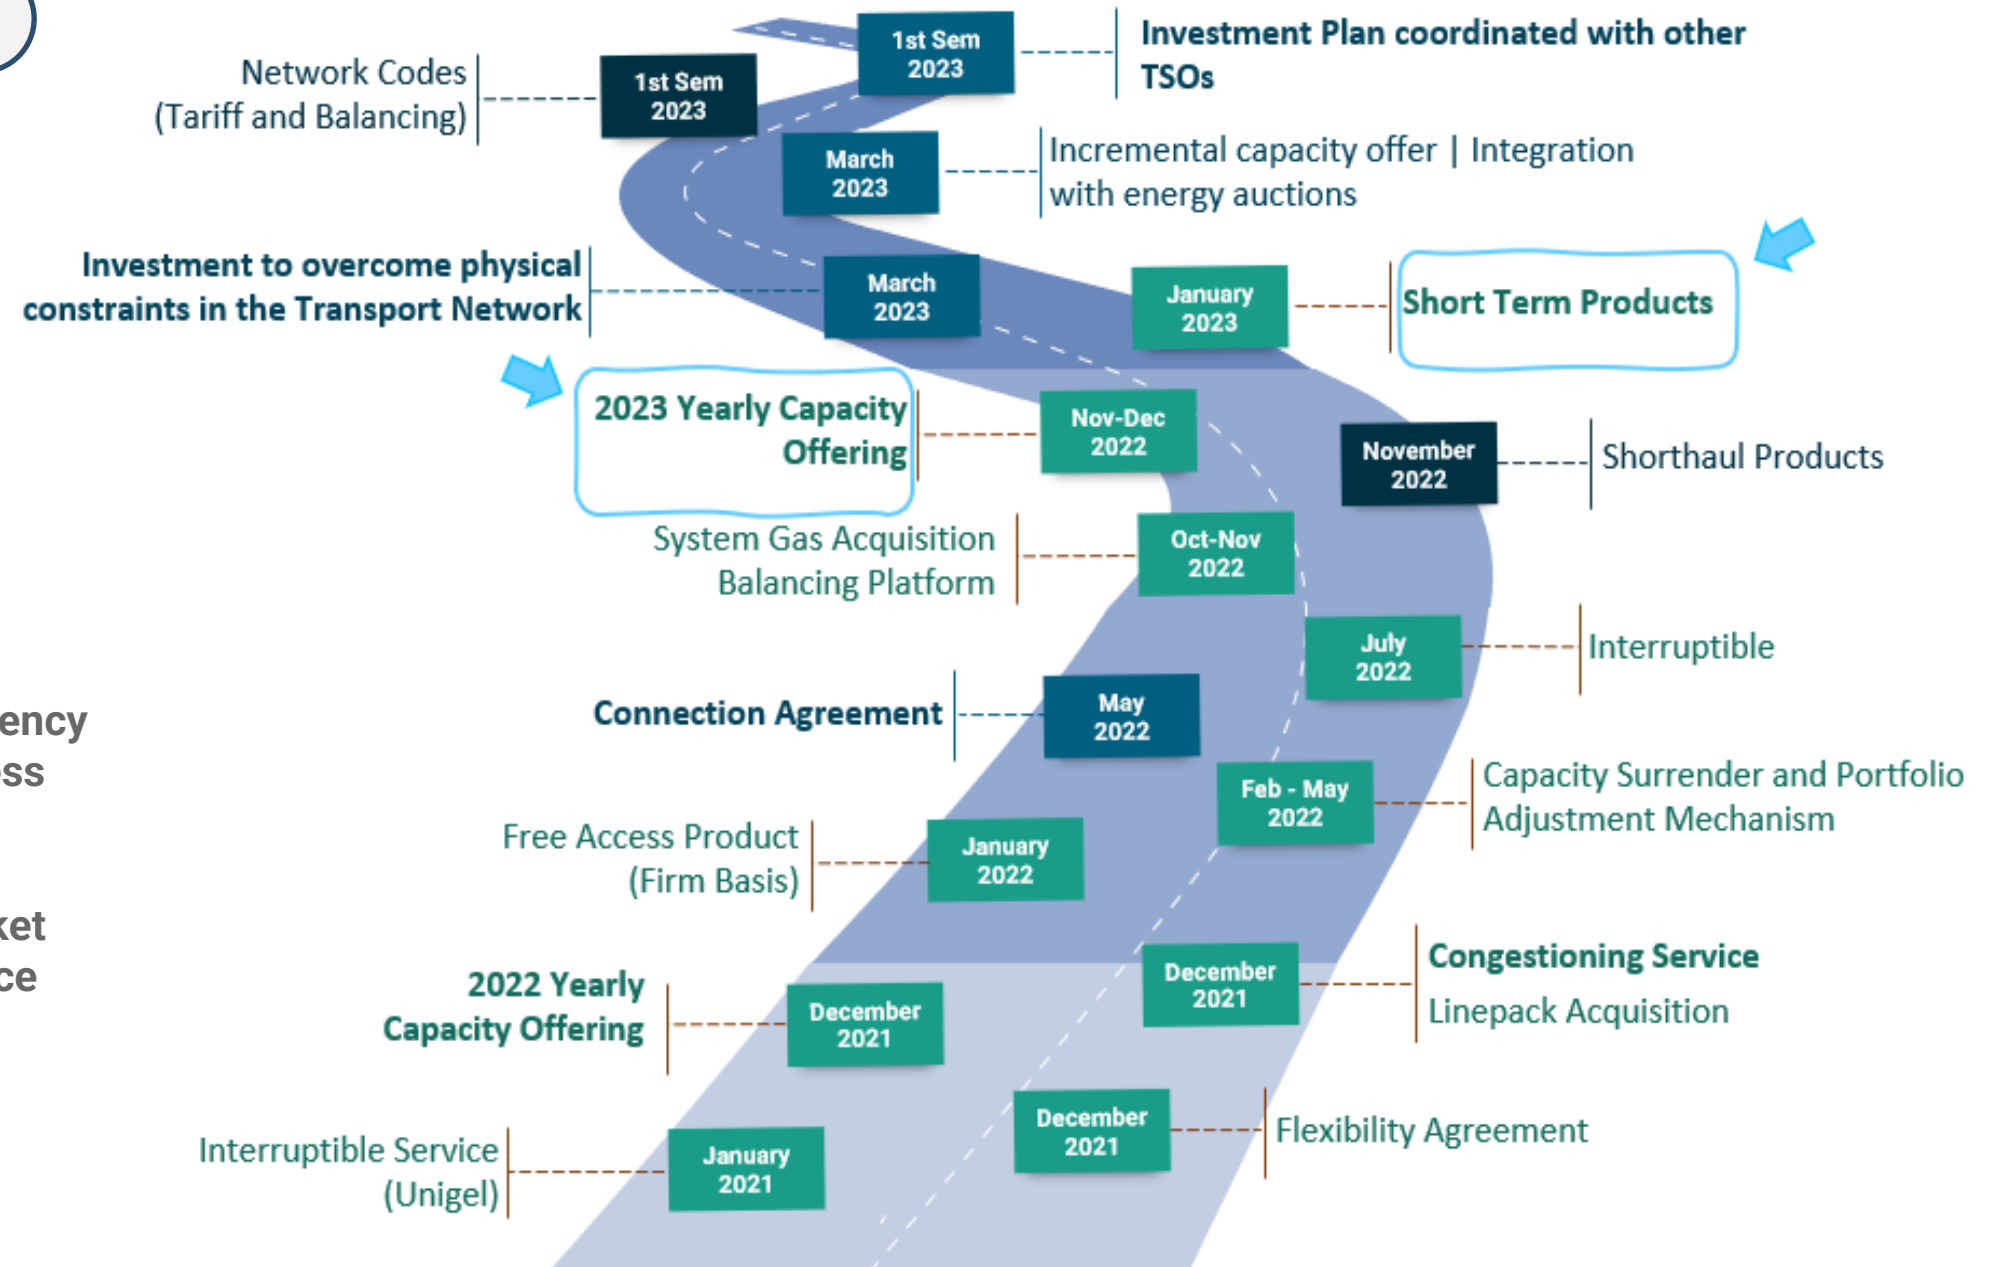 1st Sem
2023
Investment Plan coordinated with other
TSOs
Network Codes
(Tariff and Balancing)
1st Sem
2023
March
2023
Incremental capacity offer | Integration
with energy auctions
Investment to overcome physical
constraints in the Transport Network
March
2023
January
2023
Short Term Products
2023 Yearly Capacity
Offering
Nov-Dec
2022
November
2022
Shorthaul Products
System Gas Acquisition
Balancing Platform
Oct-Nov
2022
July
2022
Interruptible
Connection Agreement
May
2022
ency
ess
Feb - May
2022
Capacity Surrender and Portfolio
Adjustment Mechanism
Free Access Product
(Firm Basis)
January
2022
ket
ce
2022 Yearly
Capacity Offering
December
2021
December
2021
Congestioning Service
Linepack Acquisition
December
2021
Flexibility Agreement
Interruptible Service
(Unigel)
January
2021